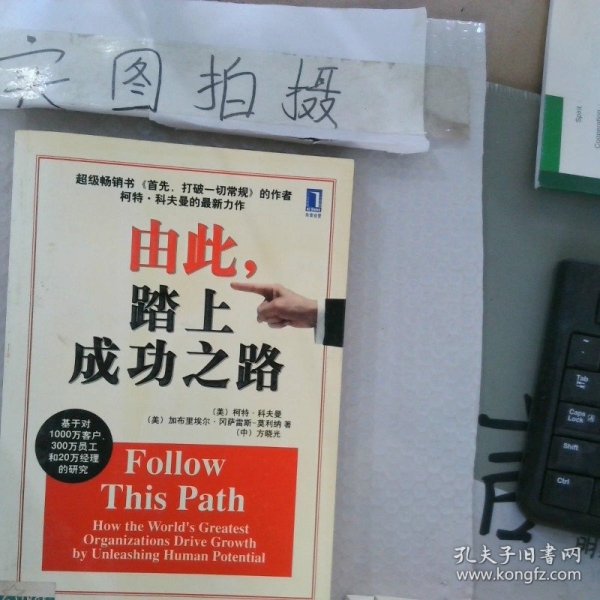 实图拍摄
超级畅销书《首先,打破一切常规》的作者
柯特·科夫曼的最新力作
华章经管
由此,
踏上
成功之路
(美)柯特·科夫曼
(美)加布里埃尔·冈萨雷斯-莫利纳 著
(中)方晓光
基于对
1000万客户、
300万员工
和20万经理
的研究
Follow
This Path
How the World's Greatest
Organizations Drive Growth
by Unleashing Human Potential
Spirit
Cooperation
Tab
Caps
Lock
Shift
Ctrl
孔夫子旧书网
www.kongfz.com